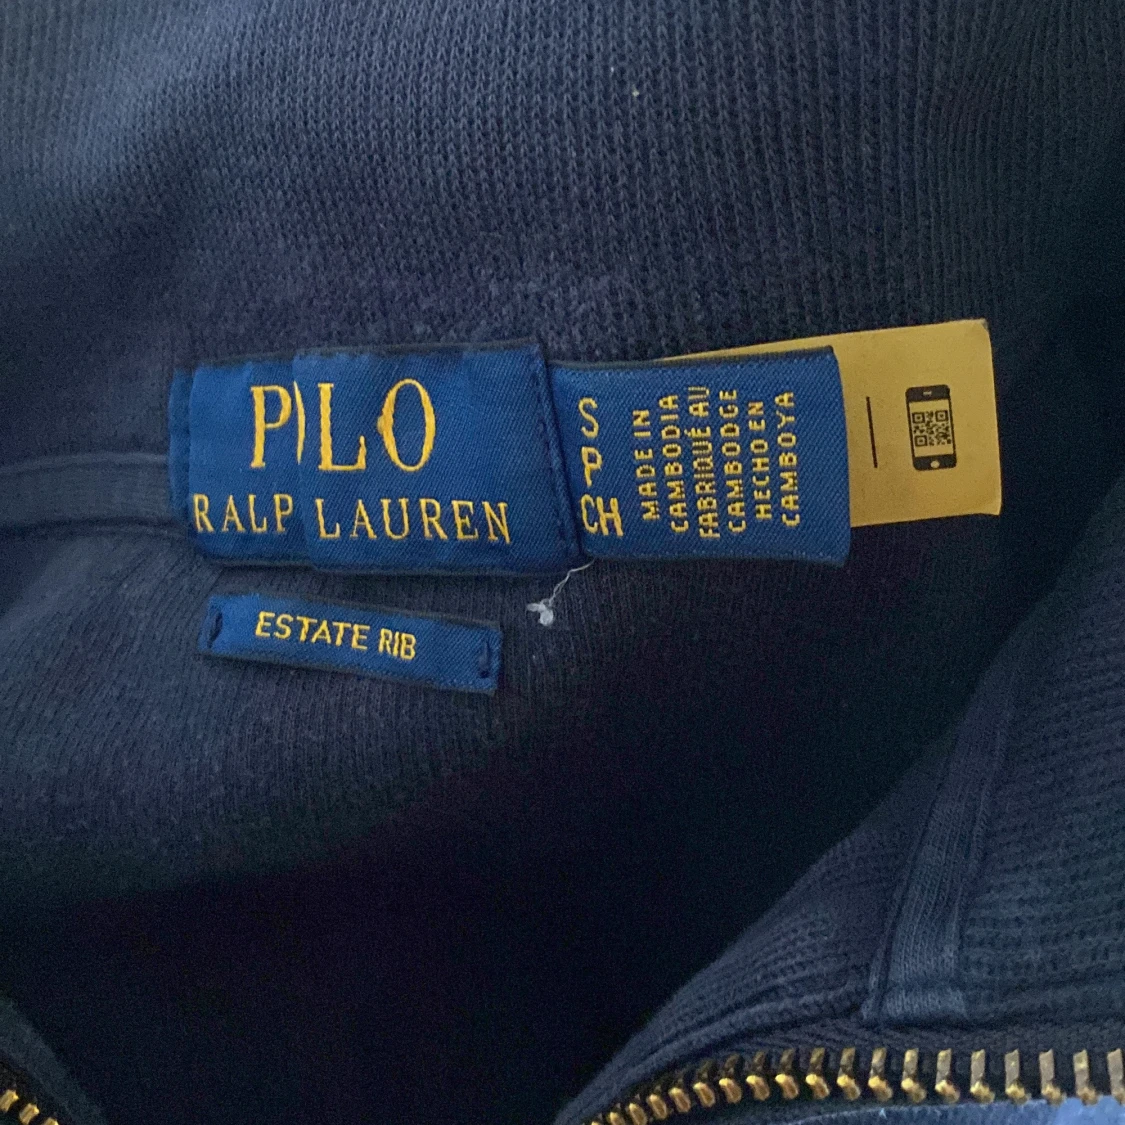 P)LO
RALP LAUREN
S
P
CH
MADE IN
CAMBODIA
FABRIQUÉ AU
CAMBODGE
HECHO EN
CAMBOYA
ESTATE RIB